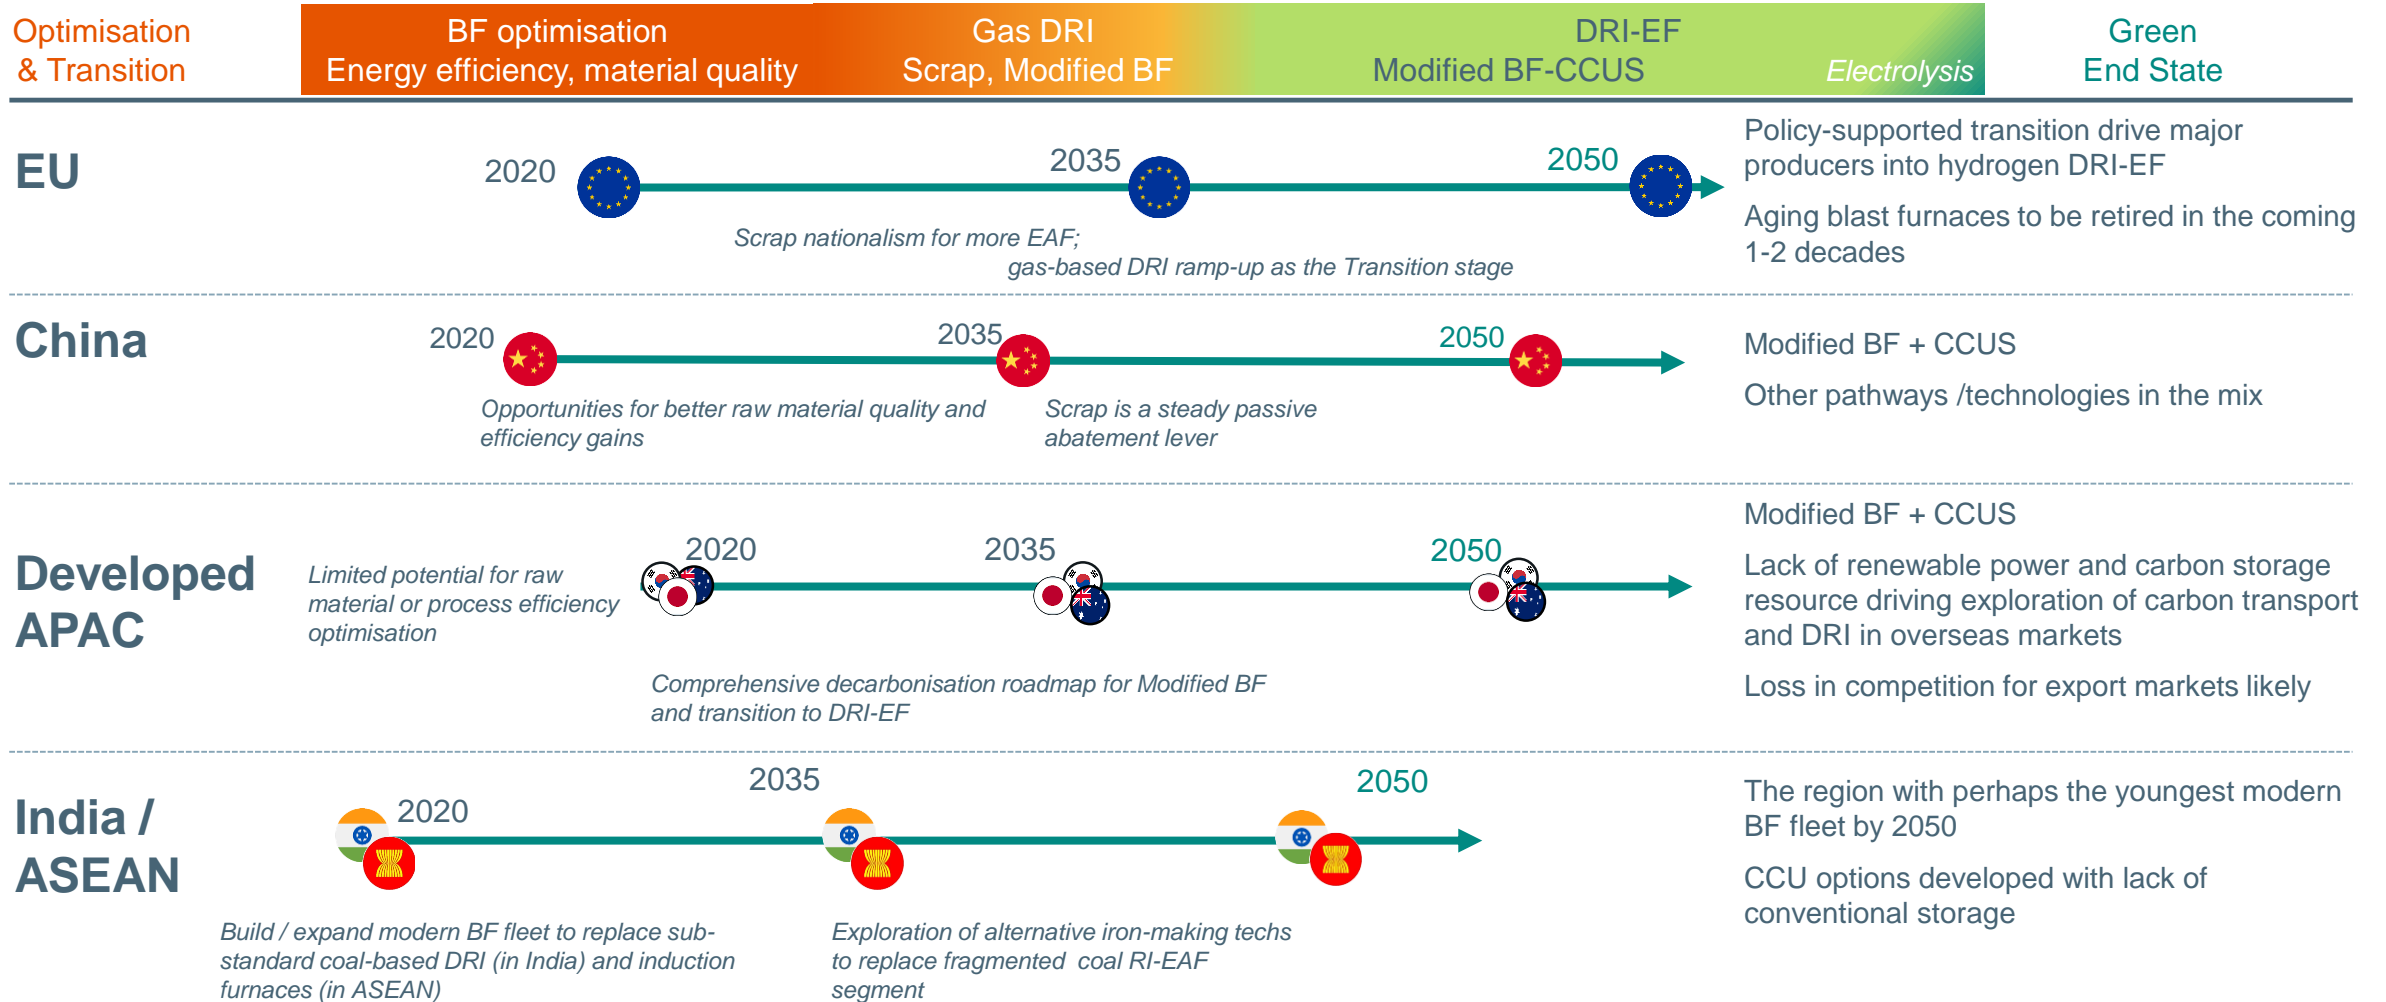 Optimisation
& Transition
BF optimisation
Energy efficiency, material quality
Gas DRI
Scrap, Modified BF
DRI-EF
Modified BF-CCUS
Electrolysis
Green
End State
EU
2020
2035
2050
Scrap nationalism for more EAF;
gas-based DRI ramp-up as the Transition stage
Policy-supported transition drive major
producers into hydrogen DRI-EF
Aging blast furnaces to be retired in the coming
1-2 decades
China
2020
2035
2050
Opportunities for better raw material quality and
efficiency gains
Scrap is a steady passive
abatement lever
Modified BF + CCUS
Other pathways /technologies in the mix
Developed
APAC
Limited potential for raw
material or process efficiency
optimisation
2020
2035
2050
Comprehensive decarbonisation roadmap for Modified BF
and transition to DRI-EF
Modified BF + CCUS
Lack of renewable power and carbon storage
resource driving exploration of carbon transport
and DRI in overseas markets
Loss in competition for export markets likely
India /
ASEAN
2020
2035
2050
Build / expand modern BF fleet to replace sub-
standard coal-based DRI (in India) and induction
furnaces (in ASEAN)
Exploration of alternative iron-making techs
to replace fragmented  coal RI-EAF
segment
The region with perhaps the youngest modern
BF fleet by 2050
CCU options developed with lack of
conventional storage